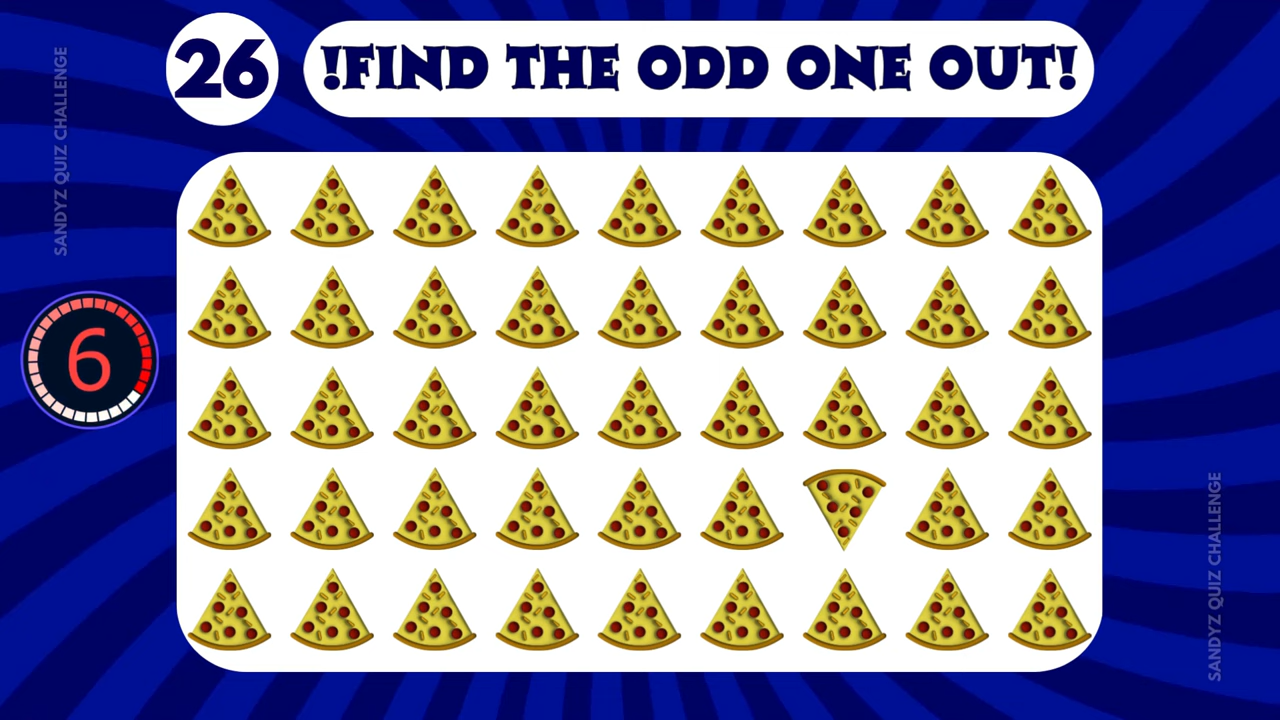 26
!FIND THE ODD ONE OUT!
SANDYZ QUIZ CHALLENGE
6
SANDYZ QUIZ CHALLENGE